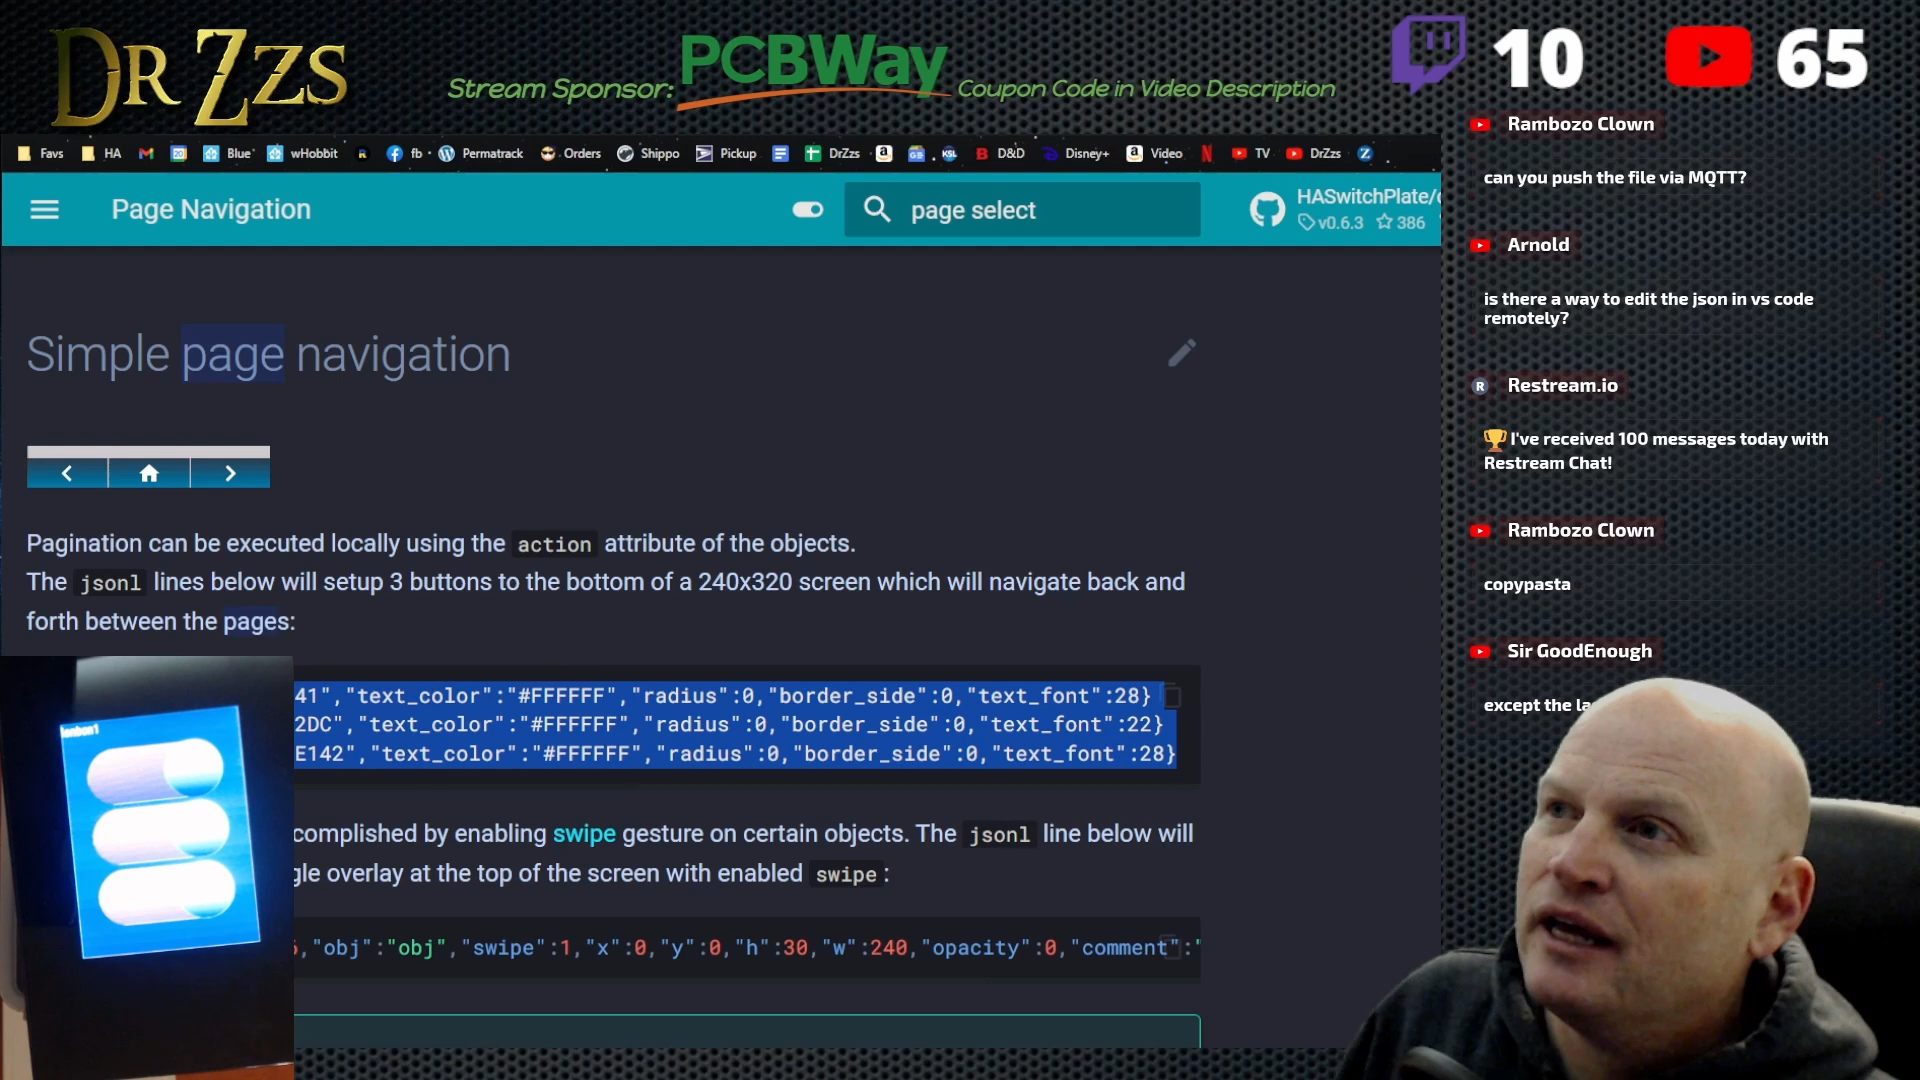 DR ZZS
Stream Sponsor: PCBWay Coupon Code in Video Description
10
65
Favs HA Blue wHobbit fb Permatrack Orders Shippo Pickup DrZzs KSL D&D Disney+ Video TV DrZzs
Page Navigation
page select
HASwitchPlate/
v0.6.3 386
Simple page navigation
Pagination can be executed locally using the action attribute of the objects.
The jsonl lines below will setup 3 buttons to the bottom of a 240x320 screen which will navigate back and
forth between the pages:
41","text_color":"#FFFFFF","radius":0,"border_side":0,"text_font":28}
2DC","text_color":"#FFFFFF","radius":0,"border_side":0,"text_font":22}
E142","text_color":"#FFFFFF","radius":0,"border_side":0,"text_font":28}
complished by enabling swipe gesture on certain objects. The jsonl line below will
gle overlay at the top of the screen with enabled swipe:
,"obj":"obj","swipe":1,"x":0,"y":0,"h":30,"w":240,"opacity":0,"comment":"
Rambozo Clown
can you push the file via MQTT?
Arnold
is there a way to edit the json in vs code
remotely?
Restream.io
I've received 100 messages today with
Restream Chat!
Rambozo Clown
copypasta
Sir GoodEnough
except the la